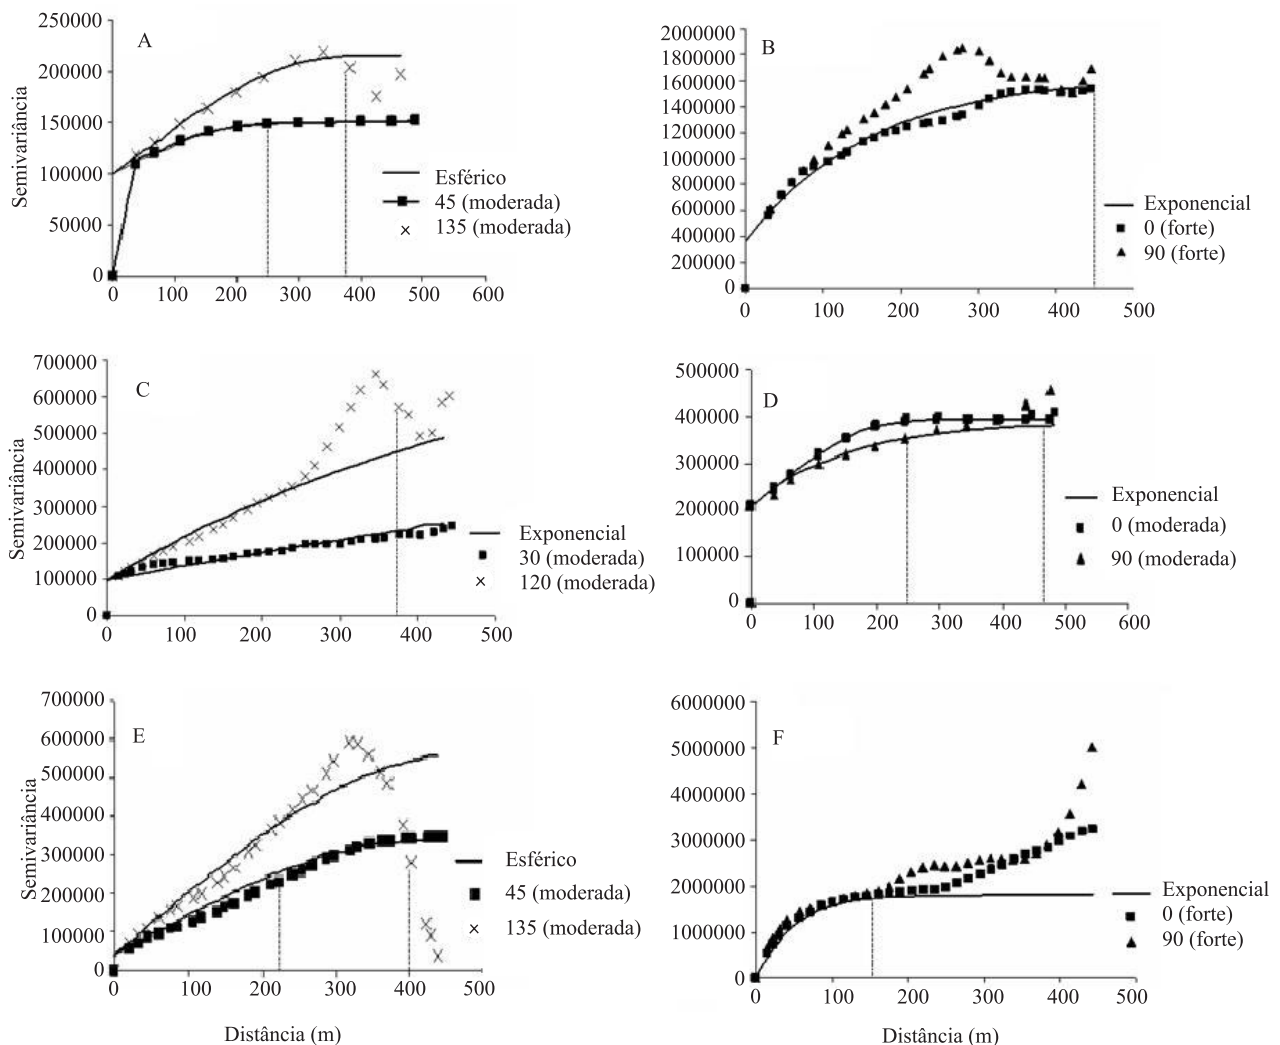 A
Semivariância
250000
200000
150000
100000
50000
0
0 100 200 300 400 500 600
Esférico
45 (moderada)
135 (moderada)
B
2000000
1800000
1600000
1400000
1200000
1000000
800000
600000
400000
200000
0
0 100 200 300 400 500
Exponencial
0 (forte)
90 (forte)
C
Semivariância
700000
600000
500000
400000
300000
200000
100000
0
0 100 200 300 400 500
Exponencial
30 (moderada)
120 (moderada)
D
500000
400000
300000
200000
100000
0
0 100 200 300 400 500 600
Exponencial
0 (moderada)
90 (moderada)
E
Semivariância
700000
600000
500000
400000
300000
200000
100000
0
0 100 200 300 400 500
Esférico
45 (moderada)
135 (moderada)
Distância (m)
F
6000000
5000000
4000000
3000000
2000000
1000000
0
0 100 200 300 400 500
Exponencial
0 (forte)
90 (forte)
Distância (m)